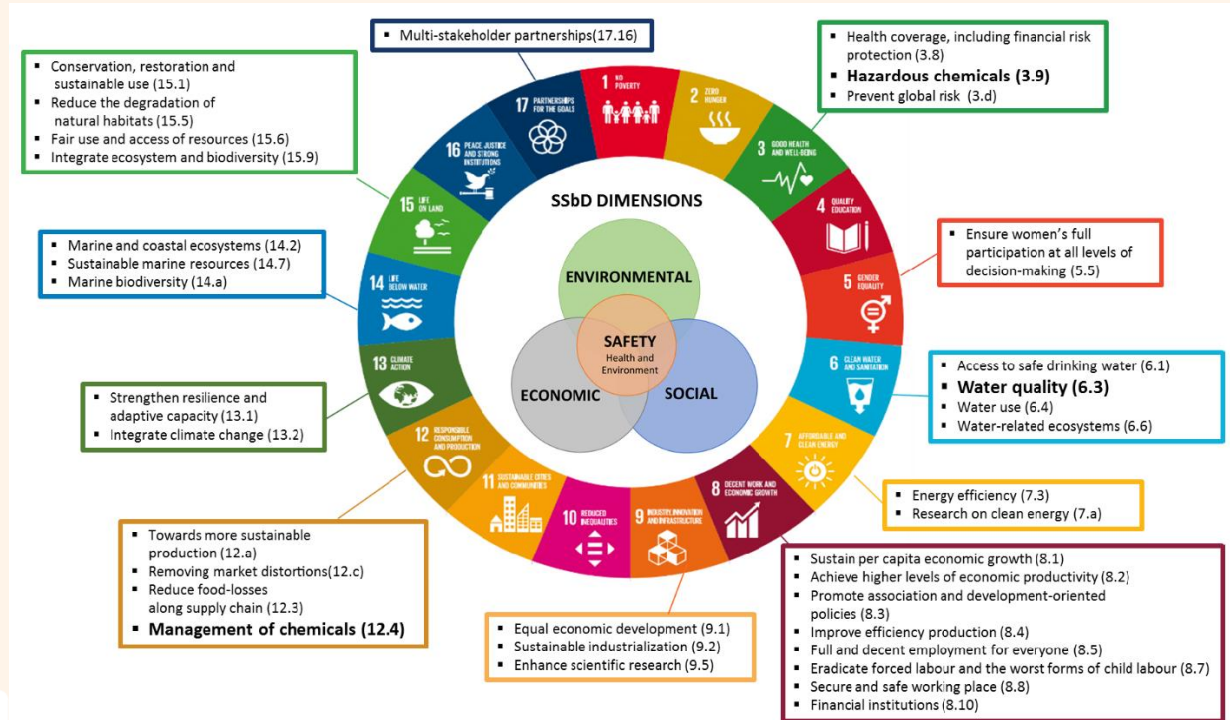 ▪ Multi-stakeholder partnerships(17.16)
▪ Health coverage, including financial risk
protection (3.8)
▪ Hazardous chemicals (3.9)
▪ Prevent global risk (3.d)
▪ Conservation, restoration and
sustainable use (15.1)
▪ Reduce the degradation of
natural habitats (15.5)
▪ Fair use and access of resources (15.6)
▪ Integrate ecosystem and biodiversity (15.9)
1 NO
POVERTY
2 ZERO
HUNGER
3 GOOD HEALTH
AND WELL-BEING
4 QUALITY
EDUCATION
5 GENDER
EQUALITY
6 CLEAN WATER
AND SANITATION
7 AFFORDABLE AND
CLEAN ENERGY
8 DECENT WORK AND
ECONOMIC GROWTH
9 INDUSTRY, INNOVATION
AND INFRASTRUCTURE
10 REDUCED
INEQUALITIES
11 SUSTAINABLE CITIES
AND COMMUNITIES
12 RESPONSIBLE
CONSUMPTION
AND PRODUCTION
13 CLIMATE
ACTION
14 LIFE
BELOW WATER
15 LIFE
ON LAND
16 PEACE, JUSTICE
AND STRONG
INSTITUTIONS
17 PARTNERSHIPS
FOR THE GOALS
SSbD DIMENSIONS
ENVIRONMENTAL
SAFETY
Health and
Environment
ECONOMIC
SOCIAL
▪ Ensure women's full
participation at all levels of
decision-making (5.5)
▪ Marine and coastal ecosystems (14.2)
▪ Sustainable marine resources (14.7)
▪ Marine biodiversity (14.a)
▪ Access to safe drinking water (6.1)
▪ Water quality (6.3)
▪ Water use (6.4)
▪ Water-related ecosystems (6.6)
▪ Strengthen resilience and
adaptive capacity (13.1)
▪ Integrate climate change (13.2)
▪ Energy efficiency (7.3)
▪ Research on clean energy (7.a)
▪ Towards more sustainable
production (12.a)
▪ Removing market distortions(12.c)
▪ Reduce food-losses
along supply chain (12.3)
▪ Management of chemicals (12.4)
▪ Equal economic development (9.1)
▪ Sustainable industrialization (9.2)
▪ Enhance scientific research (9.5)
▪ Sustain per capita economic growth (8.1)
▪ Achieve higher levels of economic productivity (8.2)
▪ Promote association and development-oriented
policies (8.3)
▪ Improve efficiency production (8.4)
▪ Full and decent employment for everyone (8.5)
▪ Eradicate forced labour and the worst forms of child labour (8.7)
▪ Secure and safe working place (8.8)
▪ Financial institutions (8.10)